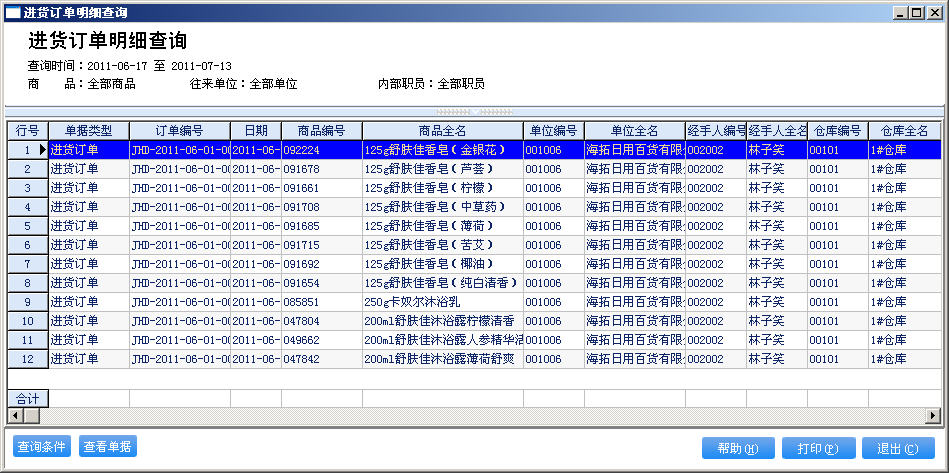 进货订单明细查询
进货订单明细查询
查询时间：2011-06-17 至 2011-07-13
商 品：全部商品 往来单位：全部单位 内部职员：全部职员
行号 单据类型 订单编号 日期 商品编号 商品全名 单位编号 单位全名 经手人编号 经手人全名 仓库编号 仓库全名
1 进货订单 JHD-2011-06-01-00 2011-06- 092224 125g舒肤佳香皂（金银花） 001006 海拓日用百货有限 002002 林子笑 00101 1#仓库
2 进货订单 JHD-2011-06-01-00 2011-06- 091678 125g舒肤佳香皂（芦荟） 001006 海拓日用百货有限 002002 林子笑 00101 1#仓库
3 进货订单 JHD-2011-06-01-00 2011-06- 091661 125g舒肤佳香皂（柠檬） 001006 海拓日用百货有限 002002 林子笑 00101 1#仓库
4 进货订单 JHD-2011-06-01-00 2011-06- 091708 125g舒肤佳香皂（中草药） 001006 海拓日用百货有限 002002 林子笑 00101 1#仓库
5 进货订单 JHD-2011-06-01-00 2011-06- 091685 125g舒肤佳香皂（薄荷） 001006 海拓日用百货有限 002002 林子笑 00101 1#仓库
6 进货订单 JHD-2011-06-01-00 2011-06- 091715 125g舒肤佳香皂（苦艾） 001006 海拓日用百货有限 002002 林子笑 00101 1#仓库
7 进货订单 JHD-2011-06-01-00 2011-06- 091692 125g舒肤佳香皂（椰油） 001006 海拓日用百货有限 002002 林子笑 00101 1#仓库
8 进货订单 JHD-2011-06-01-00 2011-06- 091654 125g舒肤佳香皂（纯白清香） 001006 海拓日用百货有限 002002 林子笑 00101 1#仓库
9 进货订单 JHD-2011-06-01-00 2011-06- 085851 250g卡奴尔沐浴乳 001006 海拓日用百货有限 002002 林子笑 00101 1#仓库
10 进货订单 JHD-2011-06-01-00 2011-06- 047804 200ml舒肤佳沐浴露柠檬清香 001006 海拓日用百货有限 002002 林子笑 00101 1#仓库
11 进货订单 JHD-2011-06-01-00 2011-06- 049662 200ml舒肤佳沐浴露人参精华洁 001006 海拓日用百货有限 002002 林子笑 00101 1#仓库
12 进货订单 JHD-2011-06-01-00 2011-06- 047842 200ml舒肤佳沐浴露薄荷舒爽 001006 海拓日用百货有限 002002 林子笑 00101 1#仓库
合计
查询条件 查看单据 帮助(H) 打印(P) 退出(C)